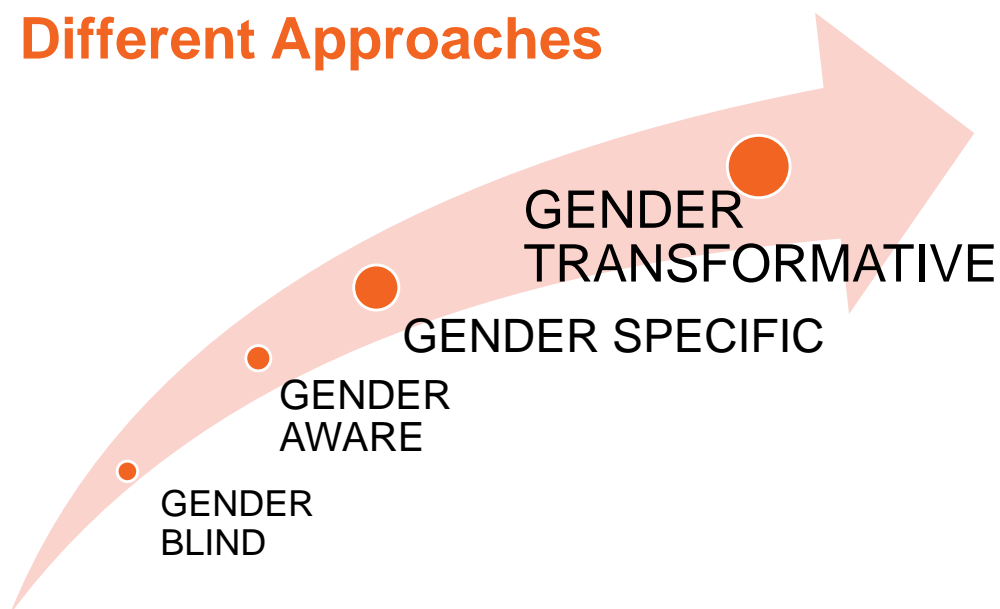 Different Approaches
GENDER
TRANSFORMATIVE
GENDER SPECIFIC
GENDER
AWARE
GENDER
BLIND